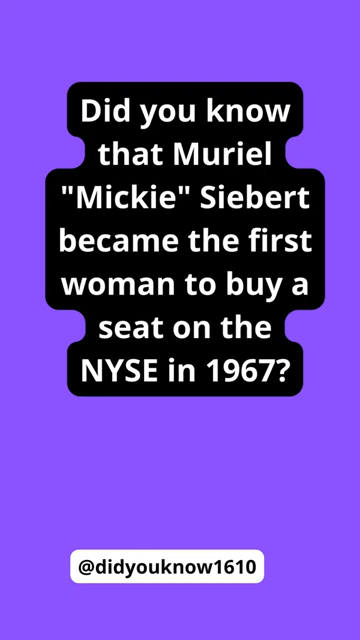 Did you know
that Muriel
"Mickie" Siebert
became the first
woman to buy a
seat on the
NYSE in 1967?
@didyouknow1610